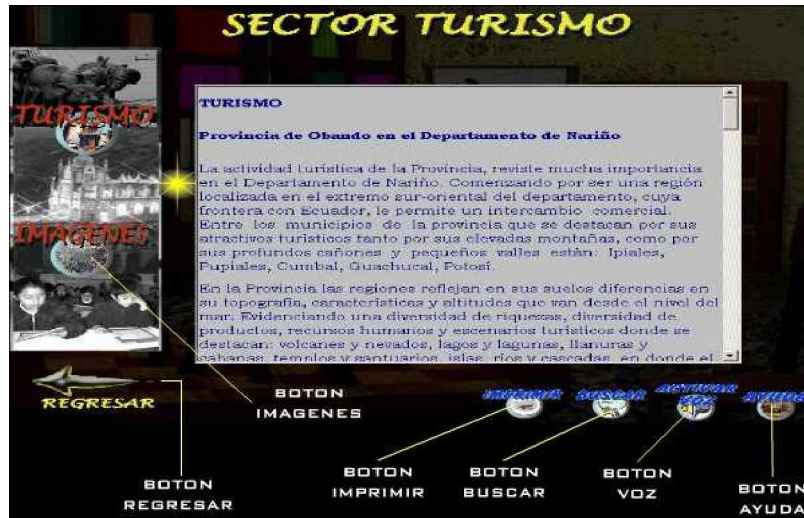 SECTOR TURISMO
TURISMO
IMAGENES
TURISMO
Provincia de Obando en el Departamento de Nariño
La actividad turística de la Provincia, reviste mucha importancia
en el Departamento de Nariño. Comenzando por ser una región
localizada en el extremo sur-oriental del departamento, cuya
frontera con Ecuador, le permite un intercambio comercial.
Entre los municipios de la provincia que se destacan por sus
atractivos turísticos tanto por sus elevadas montañas, como por
sus profundos cañones y pequeños valles están: Ipiales,
Pupiales, Cumbal, Guachucal, Potosí.
En la Provincia las regiones reflejan en sus suelos diferencias en
su topografía, características y altitudes que van desde el nivel del
mar. Evidenciando una diversidad de riquezas, diversidad de
productos, recursos humanos y escenarios turísticos donde se
destacan: volcanes y nevados, lagos y lagunas, llanuras y
cabanas, templos y santuarios, islas, ríos y cascadas, en donde el
REGRESAR
IMPRIMIR
BUSCAR
ACTIVAR
VOZ
AYUDA
BOTON
IMAGENES
BOTON
REGRESAR
BOTON
IMPRIMIR
BOTON
BUSCAR
BOTON
VOZ
BOTON
AYUDA